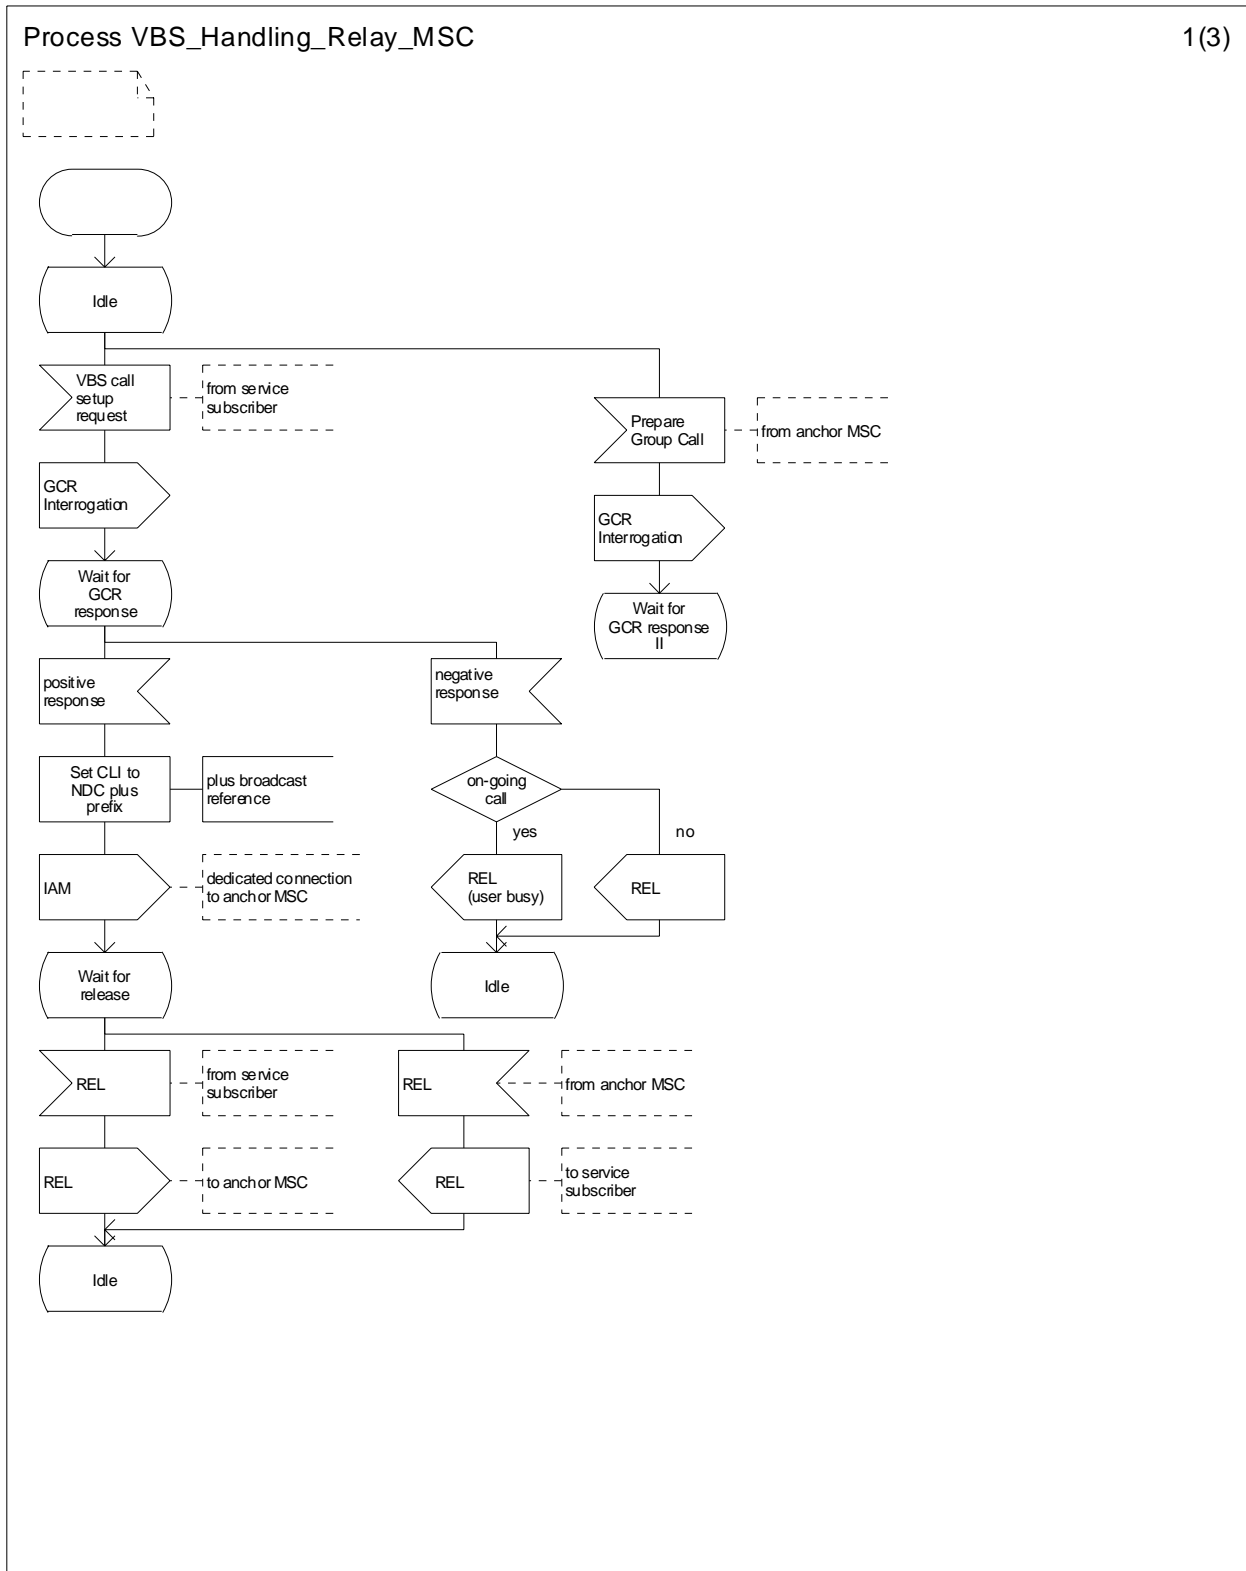 Process VBS_Handling_Relay_MSC
1(3)
Idle
VBS call
setup
request
from service
subscriber
Prepare
Group Call
from anchor MSC
GCR
Interrogation
GCR
Interrogation
Wait for
GCR
response
Wait for
GCR response
II
positive
response
negative
response
Set CLI to
NDC plus
prefix
plus broadcast
reference
on-going
call
yes
no
IAM
dedicated connection
to anchor MSC
REL
(user busy)
REL
Wait for
release
Idle
REL
from service
subscriber
REL
from anchor MSC
REL
to anchor MSC
REL
to service
subscriber
Idle